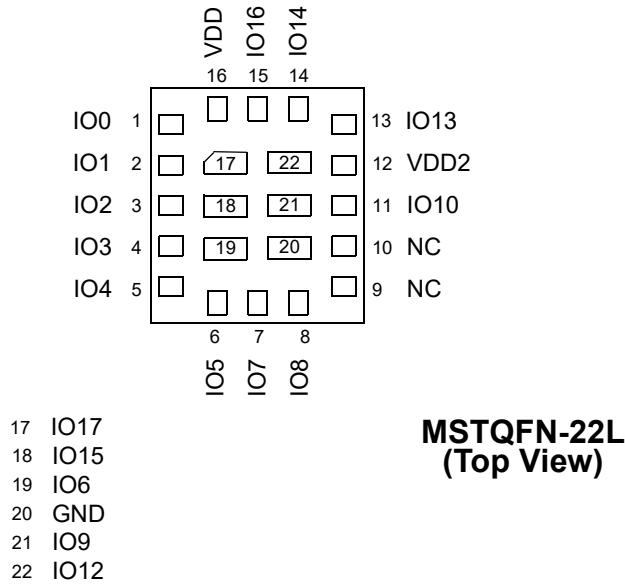 VDD IO16 IO14
16 15 14
IO0 1 13 IO13
IO1 2 17 22 12 VDD2
IO2 3 18 21 11 IO10
IO3 4 19 20 10 NC
IO4 5 9 NC
6 7 8
IO5 IO7 IO8
17 IO17
18 IO15
19 IO6
20 GND
21 IO9
22 IO12
MSTQFN-22L
(Top View)